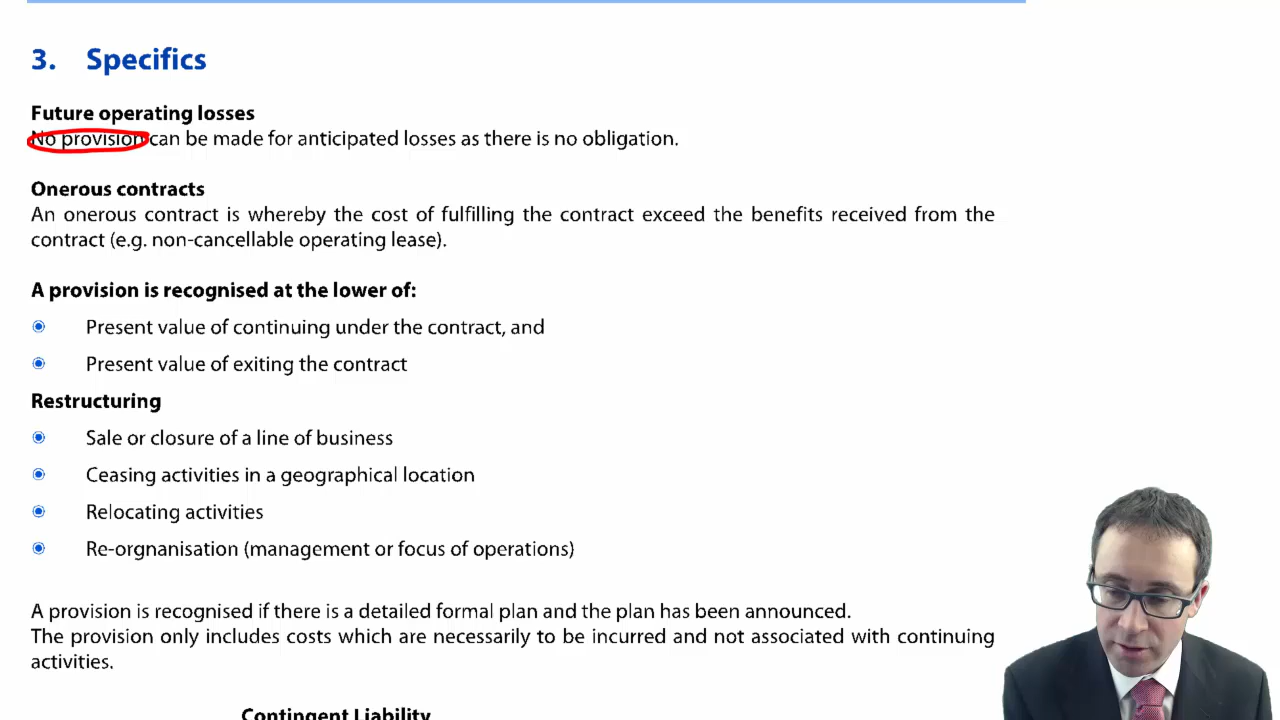 3. Specifics
Future operating losses
No provision can be made for anticipated losses as there is no obligation.
Onerous contracts
An onerous contract is whereby the cost of fulfilling the contract exceed the benefits received from the
contract (e.g. non-cancellable operating lease).
A provision is recognised at the lower of:
Present value of continuing under the contract, and
Present value of exiting the contract
Restructuring
Sale or closure of a line of business
Ceasing activities in a geographical location
Relocating activities
Re-orgnanisation (management or focus of operations)
A provision is recognised if there is a detailed formal plan and the plan has been announced.
The provision only includes costs which are necessarily to be incurred and not associated with continuing
activities.
Contingent Liability